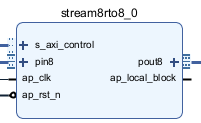 stream8rto8_0
s_axi_control
pin8
pout8
ap_clk
ap_local_block
ap_rst_n